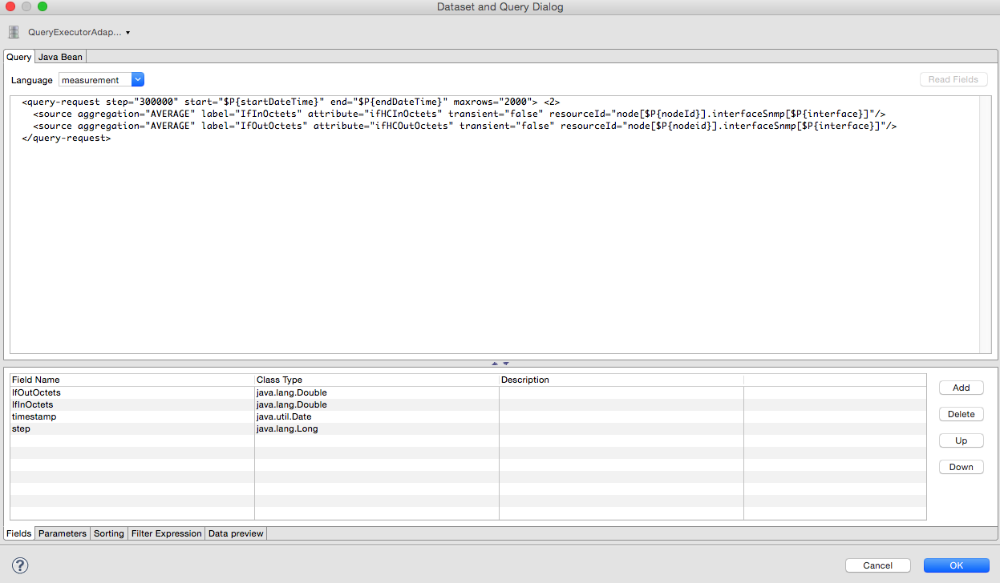 Dataset and Query Dialog
QueryExecutorAdap...
Query Java Bean
Language measurement Read Fields
<query-request step="300000" start="$P{startDateTime}" end="$P{endDateTime}" maxrows="2000"> <2>
<source aggregation="AVERAGE" label="IfInOctets" attribute="ifHCInOctets" transient="false" resourceId="node[$P{nodeId}].interfaceSnmp[$P{interface}]"/>
<source aggregation="AVERAGE" label="IfOutOctets" attribute="ifHCOutOctets" transient="false" resourceId="node[$P{nodeid}].interfaceSnmp[$P{interface}]"/>
</query-request>
Field Name Class Type Description
IfOutOctets java.lang.Double
IfInOctets java.lang.Double
timestamp java.util.Date
step java.lang.Long
Add
Delete
Up
Down
Fields Parameters Sorting Filter Expression Data preview
? Cancel OK